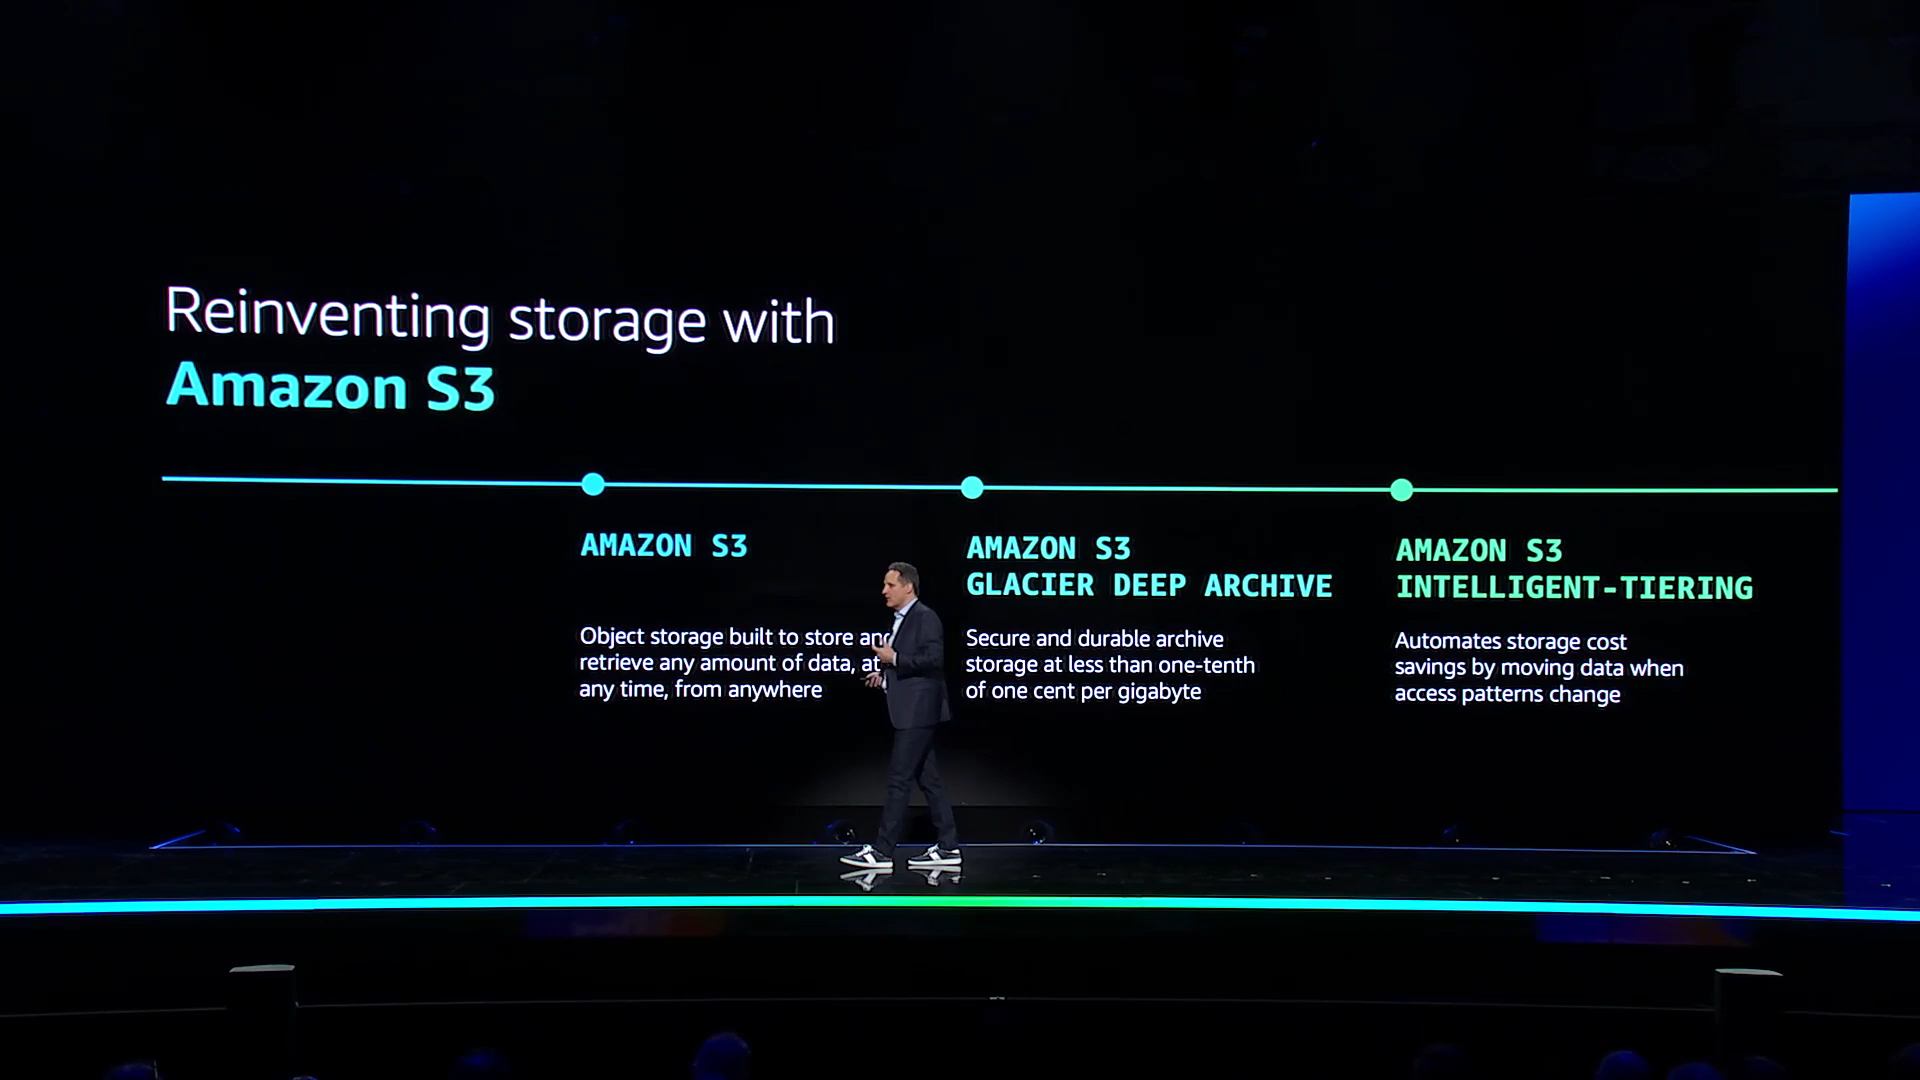 Reinventing storage with
Amazon S3
AMAZON S3
Object storage built to store and
retrieve any amount of data, at
any time, from anywhere
AMAZON S3
GLACIER DEEP ARCHIVE
Secure and durable archive
storage at less than one-tenth
of one cent per gigabyte
AMAZON S3
INTELLIGENT-TIERING
Automates storage cost
savings by moving data when
access patterns change